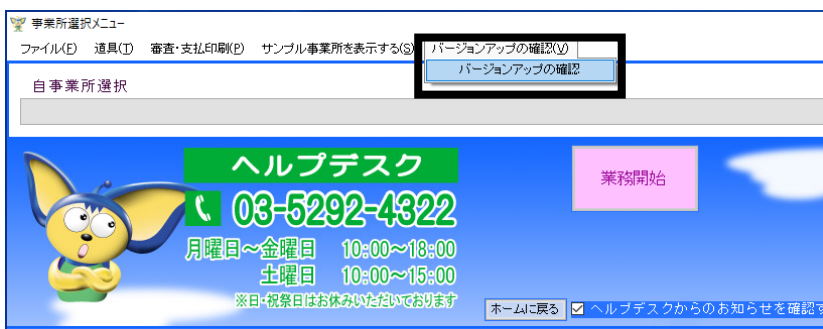 事業所選択メニュー
ファイル(F) 道具(T) 審査・支払印刷(P) サンプル事業所を表示する(S) バージョンアップの確認(V)
バージョンアップの確認
自事業所選択
ヘルプデスク
03-5292-4322
業務開始
月曜日～金曜日 10:00～18:00
土曜日 10:00～15:00
※日・祝祭日はお休みいただいております
ホームに戻る ヘルプデスクからのお知らせを確認す